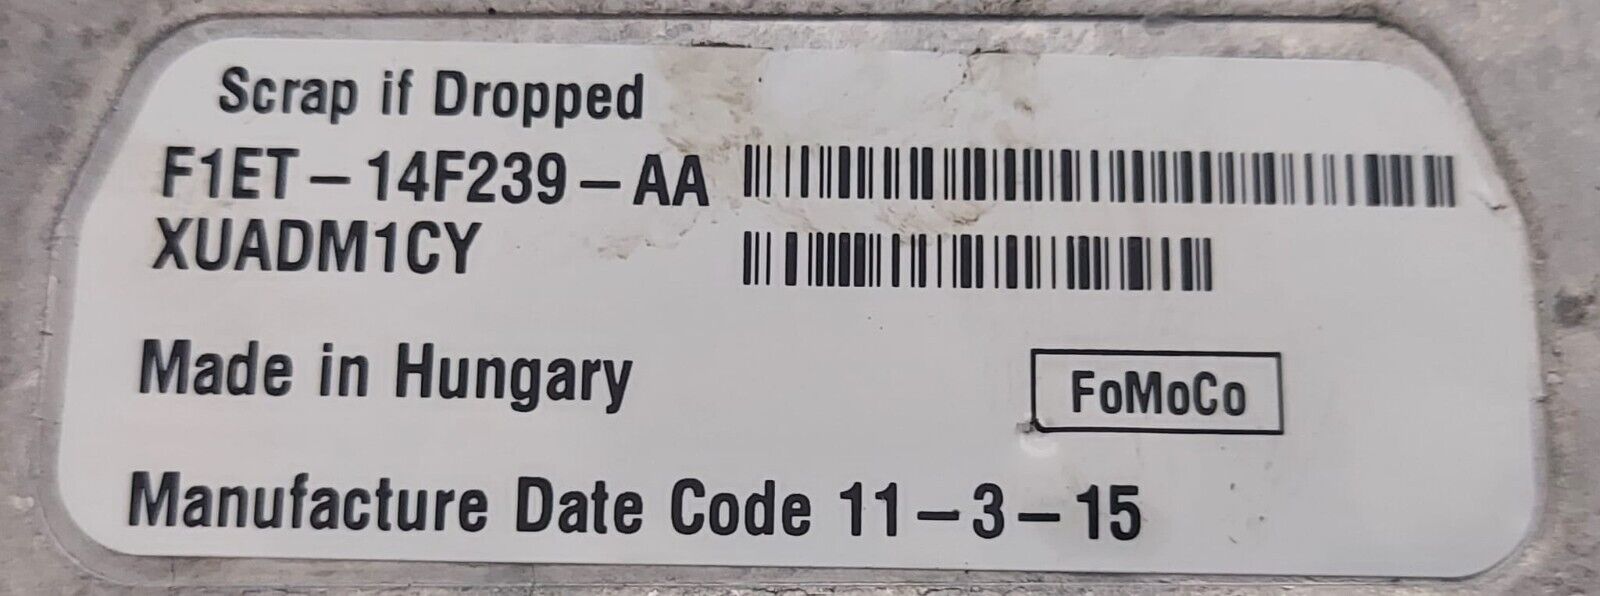 Scrap if Dropped
F1ET-14F239-AA
XUADM1CY
Made in Hungary
FoMoCo
Manufacture Date Code 11-3-15